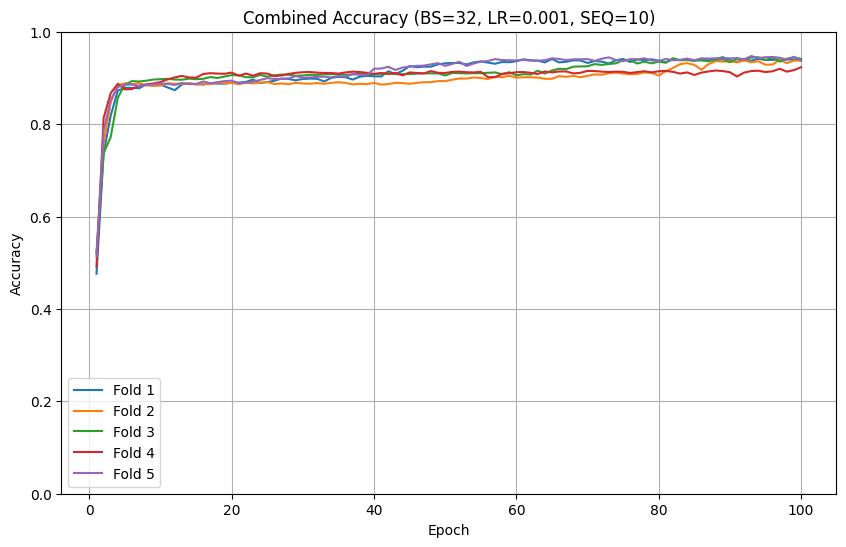 Combined Accuracy (BS=32, LR=0.001, SEQ=10)
1.0
0.8
0.6
0.4
0.2
0.0
Accuracy
Fold 1
Fold 2
Fold 3
Fold 4
Fold 5
0 20 40 60 80 100
Epoch